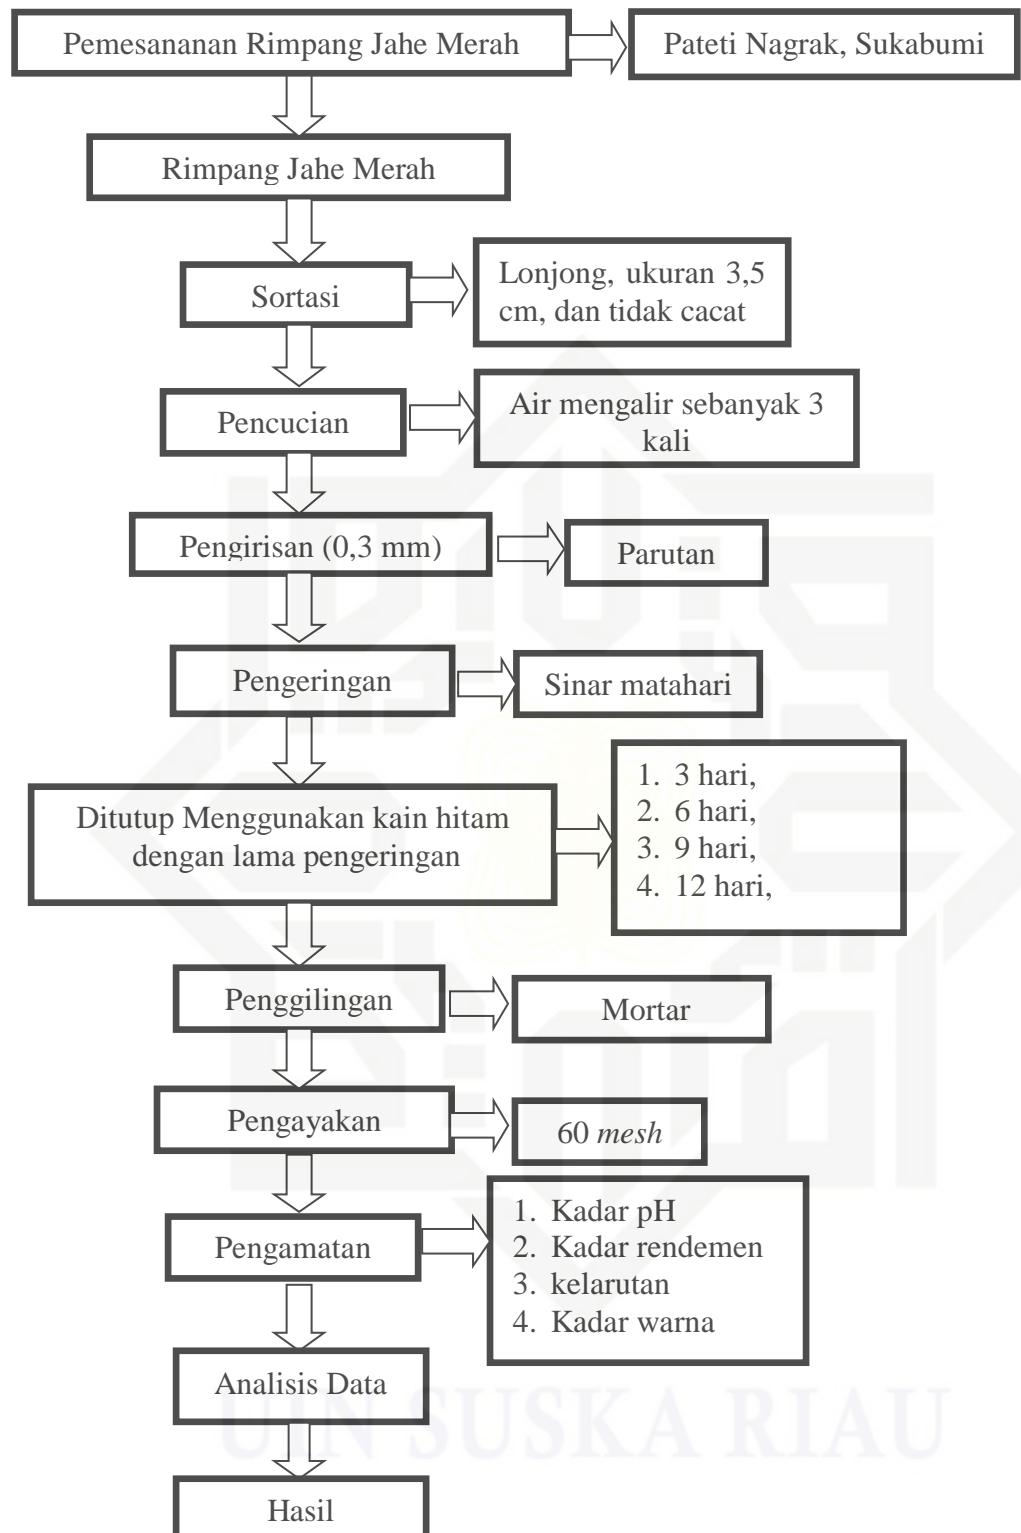 Pemesananan Rimpang Jahe Merah
Pateti Nagrak, Sukabumi
Rimpang Jahe Merah
Sortasi
Lonjong, ukuran 3,5
cm, dan tidak cacat
Pencucian
Air mengalir sebanyak 3
kali
Pengirisan (0,3 mm)
Parutan
Pengeringan
Sinar matahari
Ditutup Menggunakan kain hitam
dengan lama pengeringan
1. 3 hari,
2. 6 hari,
3. 9 hari,
4. 12 hari,
Penggilingan
Mortar
Pengayakan
60 mesh
Pengamatan
1. Kadar pH
2. Kadar rendemen
3. kelarutan
4. Kadar warna
Analisis Data
UIN SUSKA RIAU
Hasil